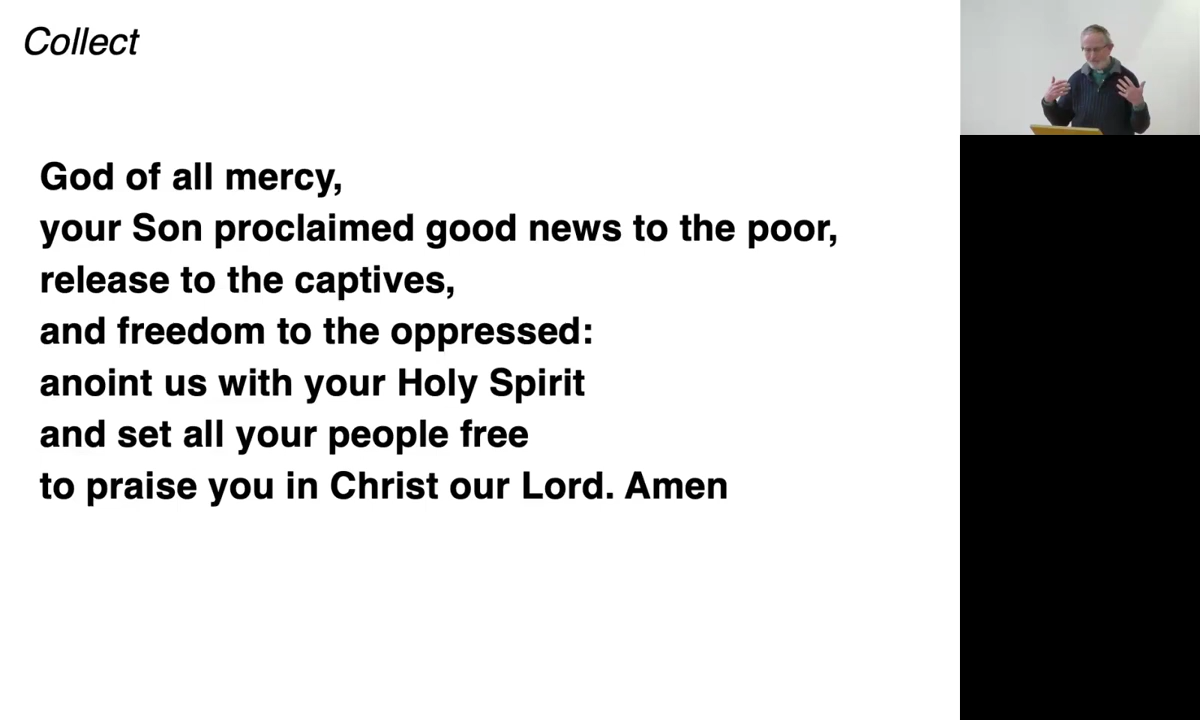 Collect
God of all mercy,
your Son proclaimed good news to the poor,
release to the captives,
and freedom to the oppressed:
anoint us with your Holy Spirit
and set all your people free
to praise you in Christ our Lord. Amen